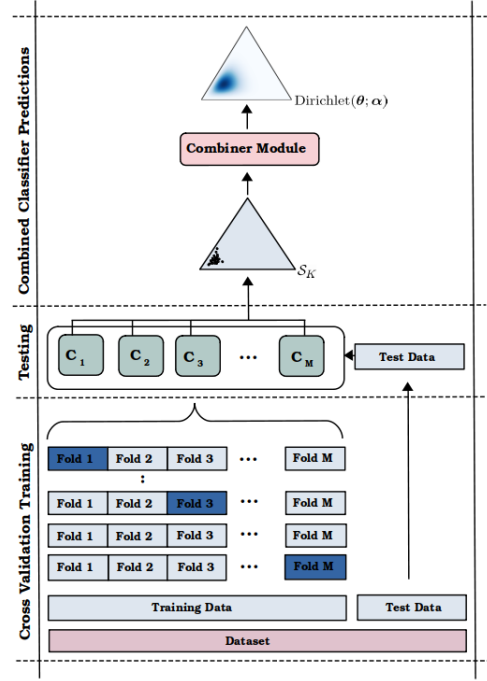 Combined Classifier Predictions
Dirichlet(θ; α)
Combiner Module
S_K
Testing
C_1 C_2 C_3 ... C_M
Test Data
Cross Validation Training
Fold 1 Fold 2 Fold 3 ... Fold M
:
Fold 1 Fold 2 Fold 3 ... Fold M
Fold 1 Fold 2 Fold 3 ... Fold M
Fold 1 Fold 2 Fold 3 ... Fold M
Training Data
Test Data
Dataset